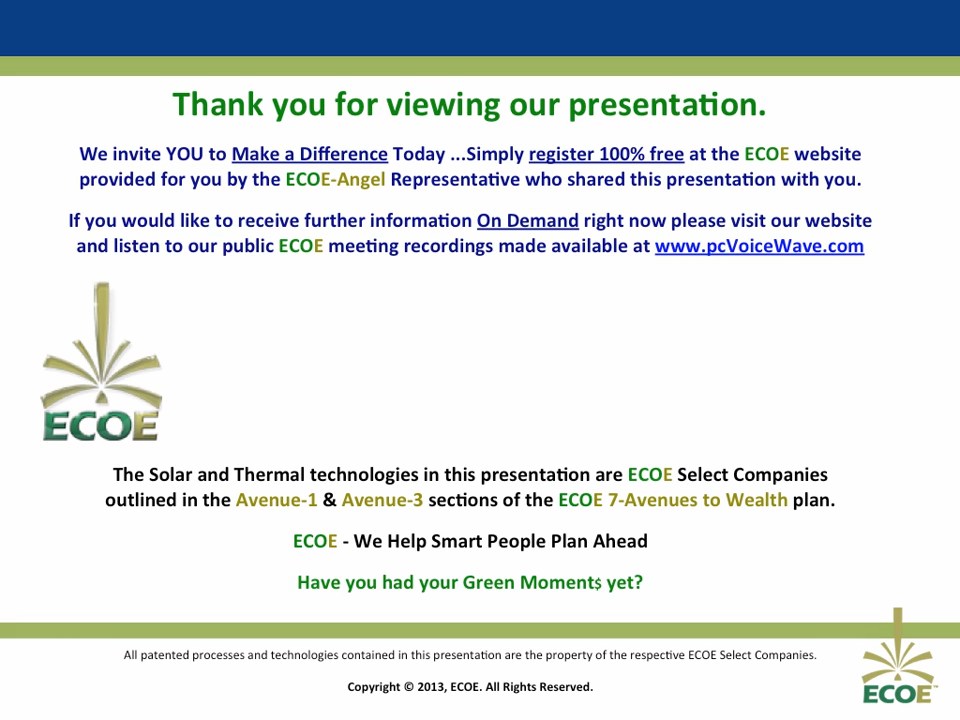 Thank you for viewing our presentation.
We invite YOU to Make a Difference Today ...Simply register 100% free at the ECOE website
provided for you by the ECOE-Angel Representative who shared this presentation with you.
If you would like to receive further information On Demand right now please visit our website
and listen to our public ECOE meeting recordings made available at www.pcVoiceWave.com
ECOE
The Solar and Thermal technologies in this presentation are ECOE Select Companies
outlined in the Avenue-1 & Avenue-3 sections of the ECOE 7-Avenues to Wealth plan.
ECOE - We Help Smart People Plan Ahead
Have you had your Green Moment$ yet?
All patented processes and technologies contained in this presentation are the property of the respective ECOE Select Companies.
Copyright © 2013, ECOE. All Rights Reserved.
ECOE™